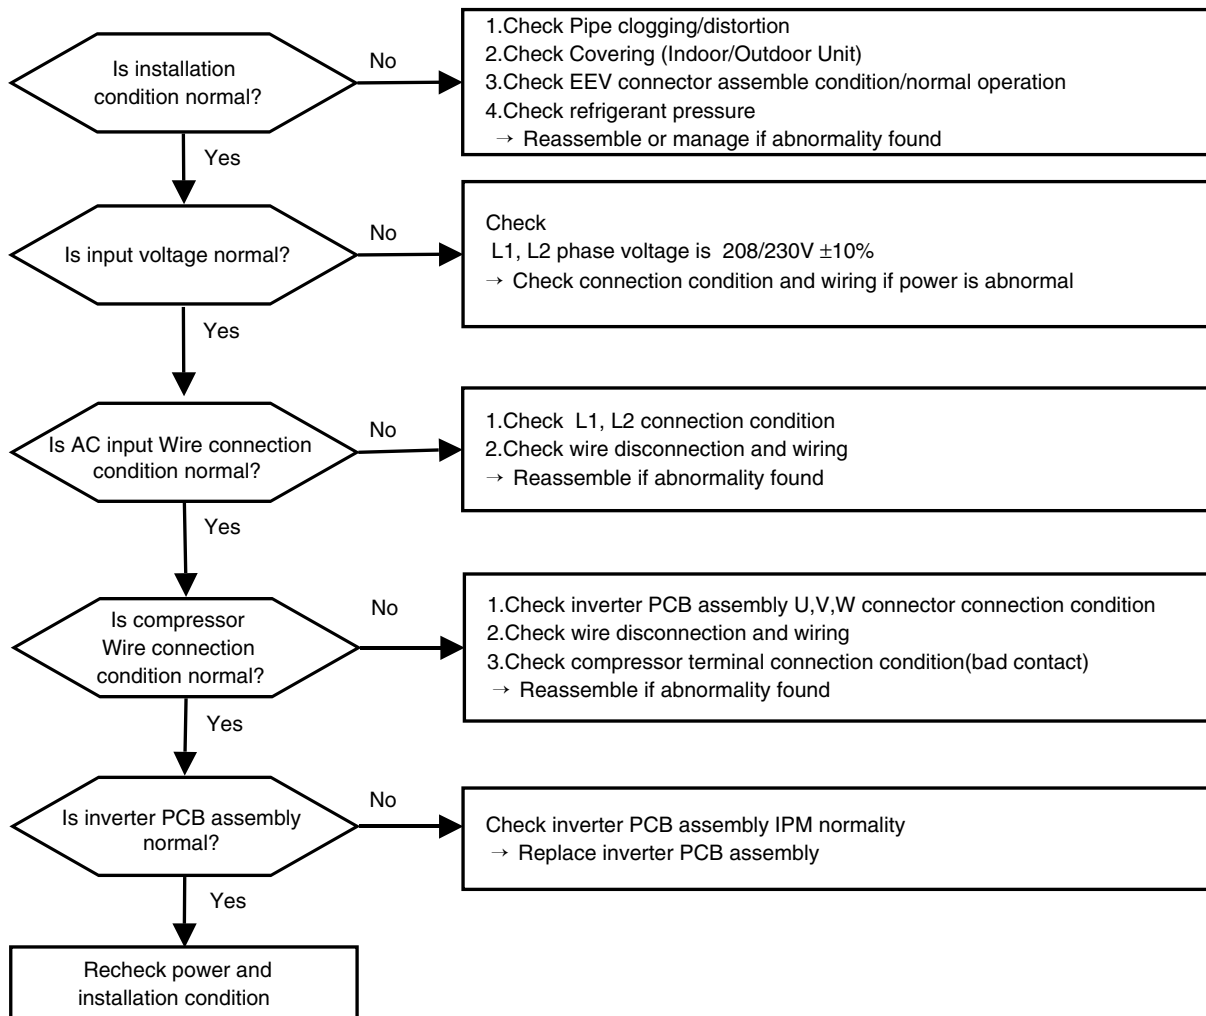 Is installation
condition normal?
No
1.Check Pipe clogging/distortion
2.Check Covering (Indoor/Outdoor Unit)
3.Check EEV connector assemble condition/normal operation
4.Check refrigerant pressure
→ Reassemble or manage if abnormality found
Yes
Is input voltage normal?
No
Check
L1, L2 phase voltage is  208/230V ±10%
→ Check connection condition and wiring if power is abnormal
Yes
Is AC input Wire connection
condition normal?
No
1.Check  L1, L2 connection condition
2.Check wire disconnection and wiring
→ Reassemble if abnormality found
Yes
Is compressor
Wire connection
condition normal?
No
1.Check inverter PCB assembly U,V,W connector connection condition
2.Check wire disconnection and wiring
3.Check compressor terminal connection condition(bad contact)
→ Reassemble if abnormality found
Yes
Is inverter PCB assembly
normal?
No
Check inverter PCB assembly IPM normality
→ Replace inverter PCB assembly
Yes
Recheck power and
installation condition